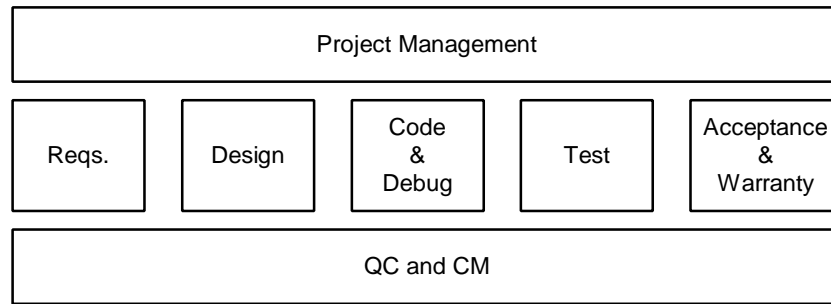 Project Management
Reqs.
Design
Code
&
Debug
Test
Acceptance
&
Warranty
QC and CM